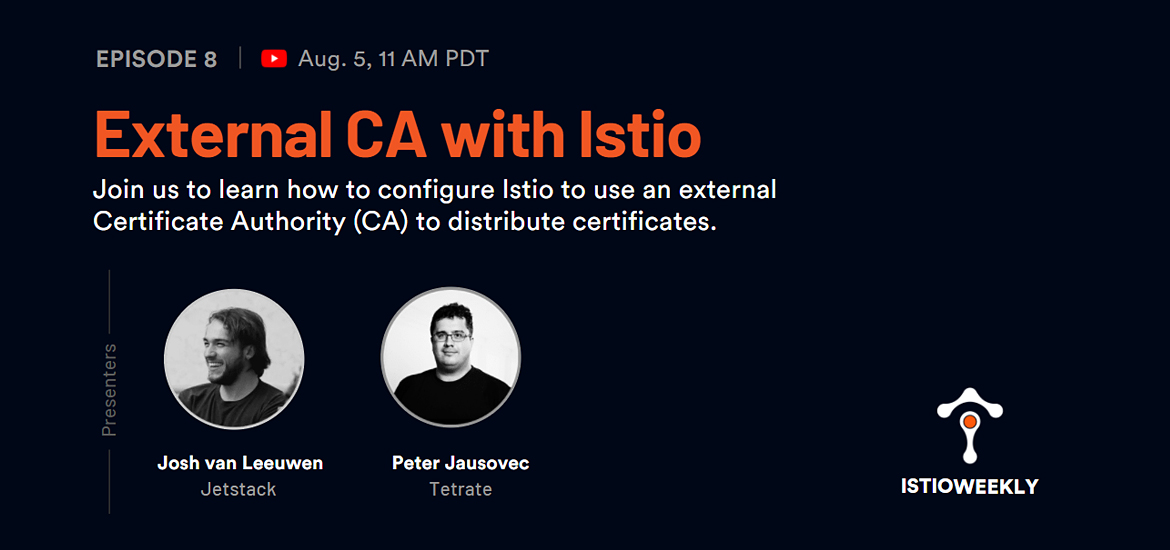 EPISODE 8 | Aug. 5, 11 AM PDT
External CA with Istio
Join us to learn how to configure Istio to use an external
Certificate Authority (CA) to distribute certificates.
Presenters
Josh van Leeuwen
Jetstack
Peter Jausovec
Tetrate
ISTIOWEEKLY